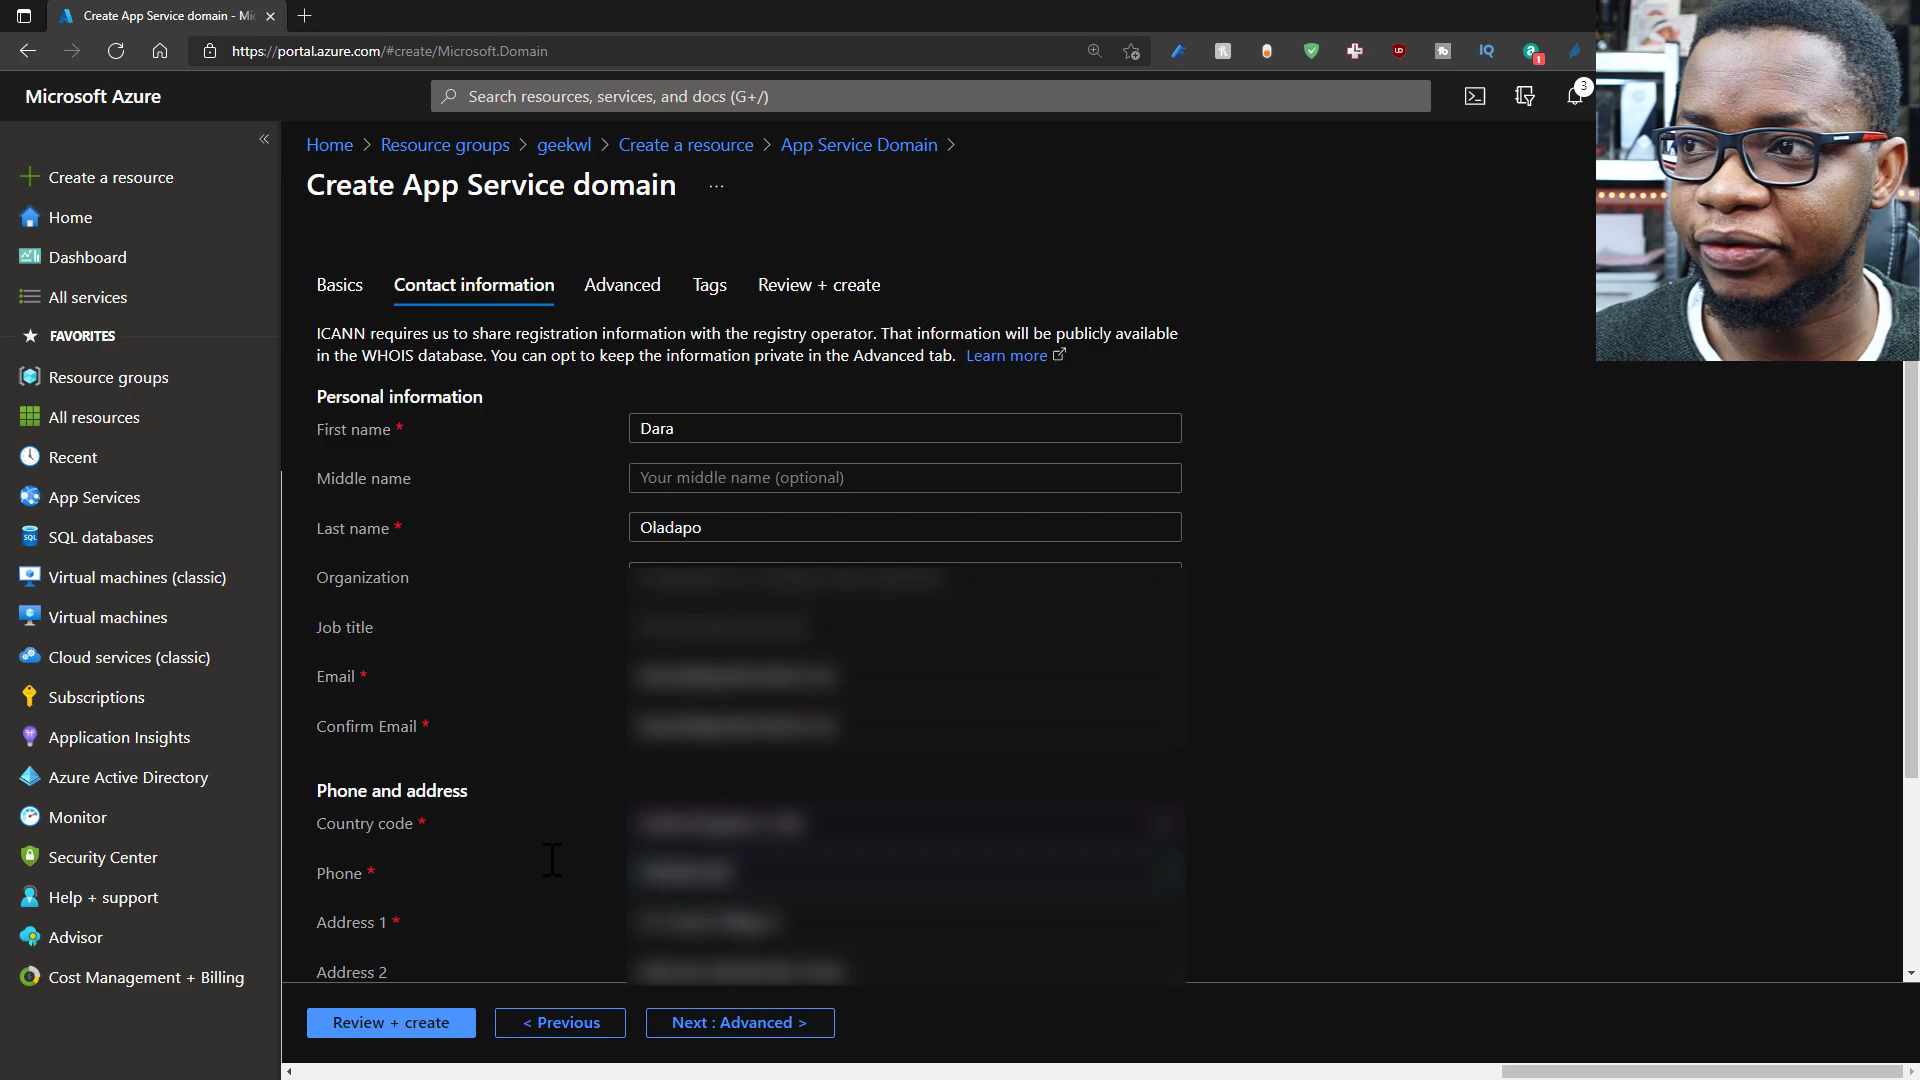 Create App Service domain - Mi
https://portal.azure.com/#create/Microsoft.Domain
1
Microsoft Azure
Search resources, services, and docs (G+/)
3
Home > Resource groups > geekwl > Create a resource > App Service Domain >
Create App Service domain ...
Create a resource
Home
Dashboard
All services
FAVORITES
Resource groups
All resources
Recent
App Services
SQL databases
Virtual machines (classic)
Virtual machines
Cloud services (classic)
Subscriptions
Application Insights
Azure Active Directory
Monitor
Security Center
Help + support
Advisor
Cost Management + Billing
Basics Contact information Advanced Tags Review + create
ICANN requires us to share registration information with the registry operator. That information will be publicly available
in the WHOIS database. You can opt to keep the information private in the Advanced tab. Learn more
Personal information
First name * Dara
Middle name Your middle name (optional)
Last name * Oladapo
Organization
Job title
Email *
Confirm Email *
Phone and address
Country code *
Phone *
Address 1 *
Address 2
Review + create < Previous Next : Advanced >